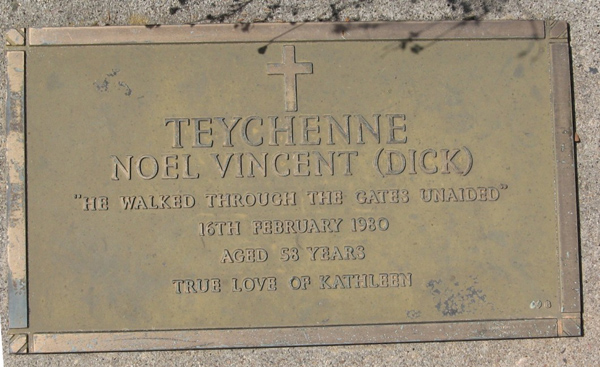 TEYCHENNE
NOEL VINCENT (DICK)
"HE WALKED THROUGH THE GATES UNAIDED"
16TH FEBRUARY 1980
AGED 58 YEARS
TRUE LOVE OF KATHLEEN